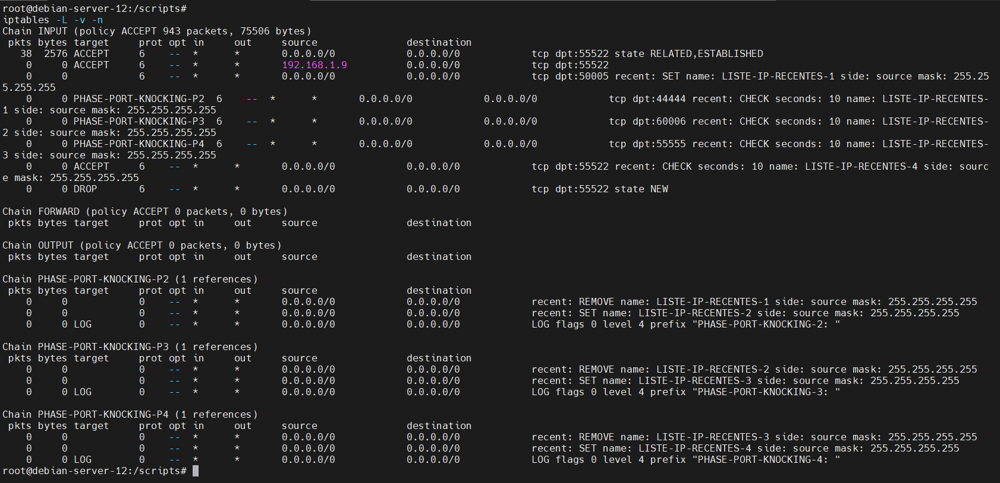 root@debian-server-12:/scripts#
iptables -L -v -n
Chain INPUT (policy ACCEPT 943 packets, 75506 bytes)
 pkts bytes target     prot opt in     out     source               destination
   38  2576 ACCEPT     6    --  *      *       0.0.0.0/0            0.0.0.0/0            tcp dpt:55522 state RELATED,ESTABLISHED
    0     0 ACCEPT     6    --  *      *       192.168.1.9          0.0.0.0/0            tcp dpt:55522
    0     0            6    --  *      *       0.0.0.0/0            0.0.0.0/0            tcp dpt:50005 recent: SET name: LISTE-IP-RECENTES-1 side: source mask: 255.25
5.255.255
    0     0 PHASE-PORT-KNOCKING-P2  6    --  *      *       0.0.0.0/0            0.0.0.0/0            tcp dpt:44444 recent: CHECK seconds: 10 name: LISTE-IP-RECENTES-
1 side: source mask: 255.255.255.255
    0     0 PHASE-PORT-KNOCKING-P3  6    --  *      *       0.0.0.0/0            0.0.0.0/0            tcp dpt:60006 recent: CHECK seconds: 10 name: LISTE-IP-RECENTES-
2 side: source mask: 255.255.255.255
    0     0 PHASE-PORT-KNOCKING-P4  6    --  *      *       0.0.0.0/0            0.0.0.0/0            tcp dpt:55555 recent: CHECK seconds: 10 name: LISTE-IP-RECENTES-
3 side: source mask: 255.255.255.255
    0     0 ACCEPT     6    --  *      *       0.0.0.0/0            0.0.0.0/0            tcp dpt:55522 recent: CHECK seconds: 10 name: LISTE-IP-RECENTES-4 side: sourc
e mask: 255.255.255.255
    0     0 DROP       6    --  *      *       0.0.0.0/0            0.0.0.0/0            tcp dpt:55522 state NEW

Chain FORWARD (policy ACCEPT 0 packets, 0 bytes)
 pkts bytes target     prot opt in     out     source               destination

Chain OUTPUT (policy ACCEPT 0 packets, 0 bytes)
 pkts bytes target     prot opt in     out     source               destination

Chain PHASE-PORT-KNOCKING-P2 (1 references)
 pkts bytes target     prot opt in     out     source               destination
    0     0            0    --  *      *       0.0.0.0/0            0.0.0.0/0            recent: REMOVE name: LISTE-IP-RECENTES-1 side: source mask: 255.255.255.255
    0     0            0    --  *      *       0.0.0.0/0            0.0.0.0/0            recent: SET name: LISTE-IP-RECENTES-2 side: source mask: 255.255.255.255
    0     0 LOG        0    --  *      *       0.0.0.0/0            0.0.0.0/0            LOG flags 0 level 4 prefix "PHASE-PORT-KNOCKING-2: "

Chain PHASE-PORT-KNOCKING-P3 (1 references)
 pkts bytes target     prot opt in     out     source               destination
    0     0            0    --  *      *       0.0.0.0/0            0.0.0.0/0            recent: REMOVE name: LISTE-IP-RECENTES-2 side: source mask: 255.255.255.255
    0     0            0    --  *      *       0.0.0.0/0            0.0.0.0/0            recent: SET name: LISTE-IP-RECENTES-3 side: source mask: 255.255.255.255
    0     0 LOG        0    --  *      *       0.0.0.0/0            0.0.0.0/0            LOG flags 0 level 4 prefix "PHASE-PORT-KNOCKING-3: "

Chain PHASE-PORT-KNOCKING-P4 (1 references)
 pkts bytes target     prot opt in     out     source               destination
    0     0            0    --  *      *       0.0.0.0/0            0.0.0.0/0            recent: REMOVE name: LISTE-IP-RECENTES-3 side: source mask: 255.255.255.255
    0     0            0    --  *      *       0.0.0.0/0            0.0.0.0/0            recent: SET name: LISTE-IP-RECENTES-4 side: source mask: 255.255.255.255
    0     0 LOG        0    --  *      *       0.0.0.0/0            0.0.0.0/0            LOG flags 0 level 4 prefix "PHASE-PORT-KNOCKING-4: "
root@debian-server-12:/scripts#